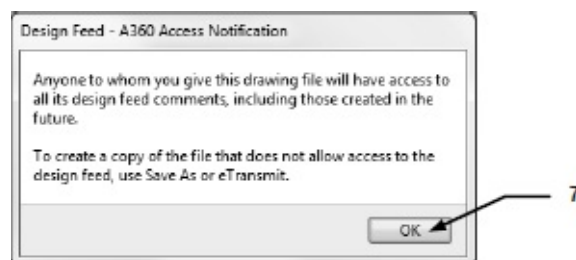 Design Feed - A360 Access Notification
Anyone to whom you give this drawing file will have access to
all its design feed comments, including those created in the
future.
To create a copy of the file that does not allow access to the
design feed, use Save As or eTransmit.
OK
7